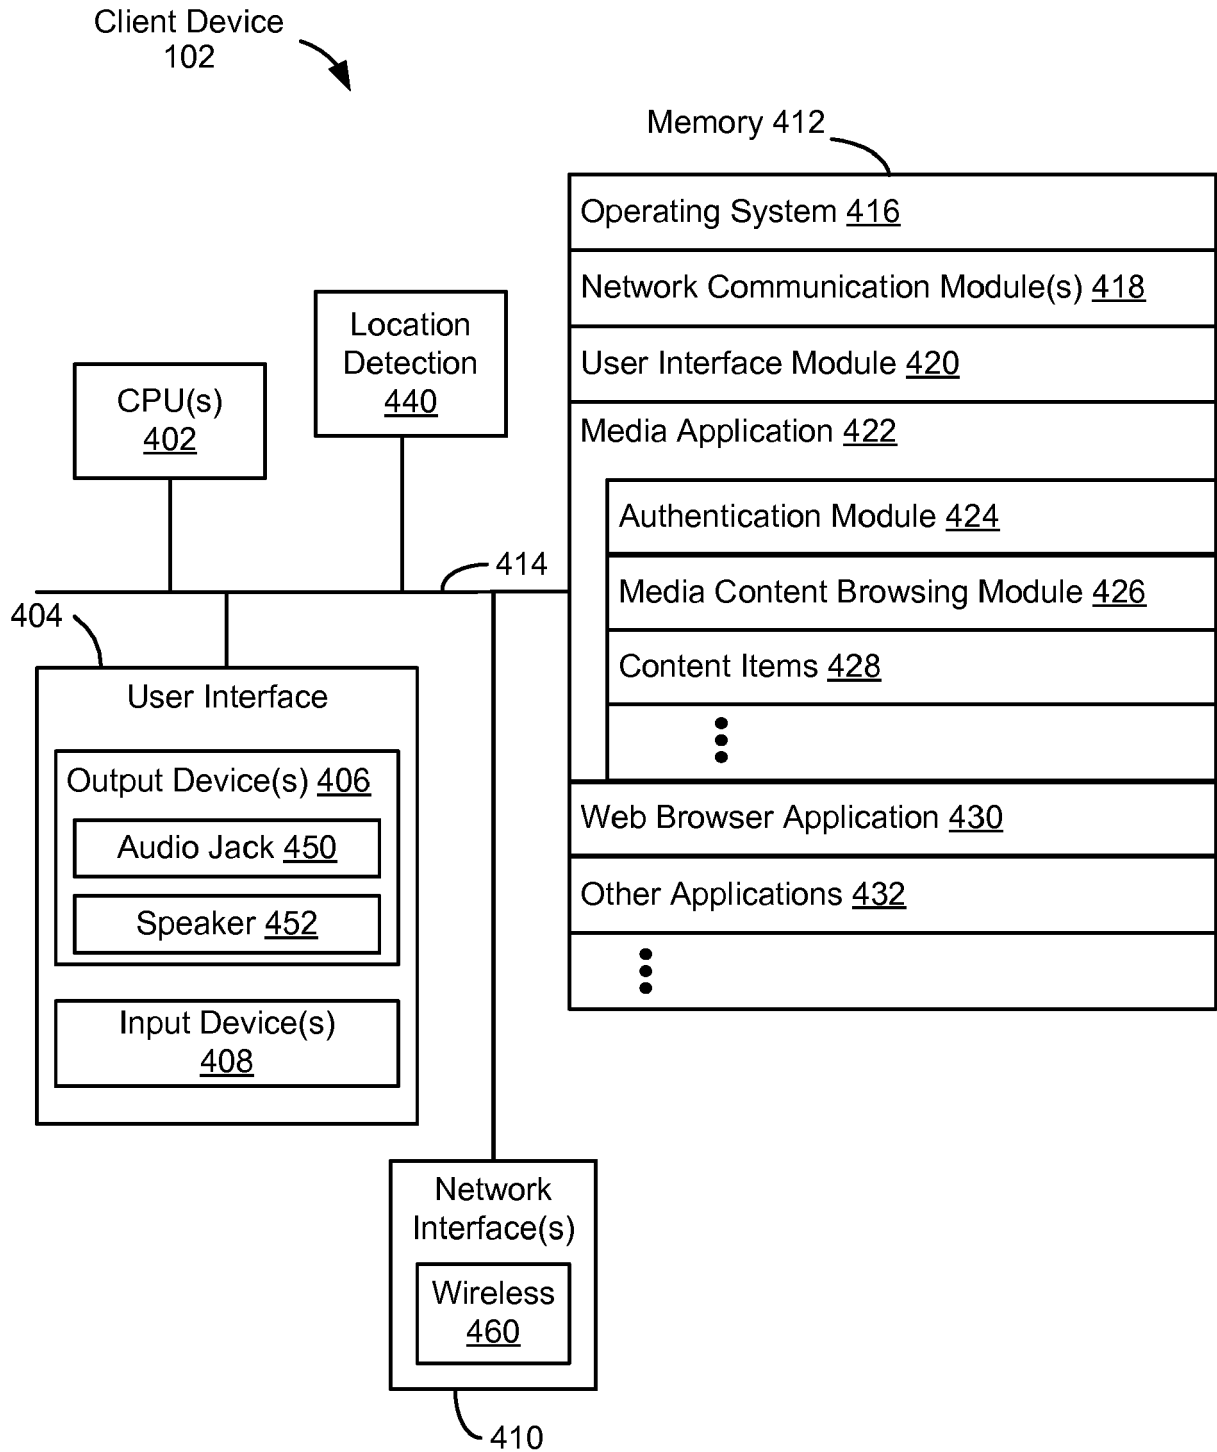 Client Device
102
Memory 412
Operating System 416
Network Communication Module(s) 418
User Interface Module 420
Media Application 422
Authentication Module 424
Media Content Browsing Module 426
Content Items 428
Web Browser Application 430
Other Applications 432
Location
Detection
440
CPU(s)
402
414
404
User Interface
Output Device(s) 406
Audio Jack 450
Speaker 452
Input Device(s)
408
Network
Interface(s)
Wireless
460
410